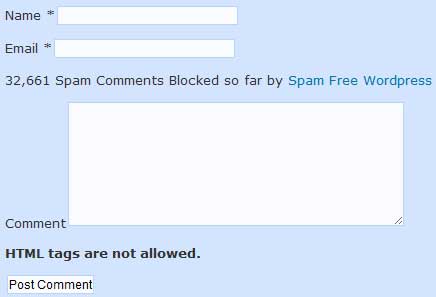 Name *
Email *
32,661 Spam Comments Blocked so far by Spam Free Wordpress
Comment
HTML tags are not allowed.
Post Comment